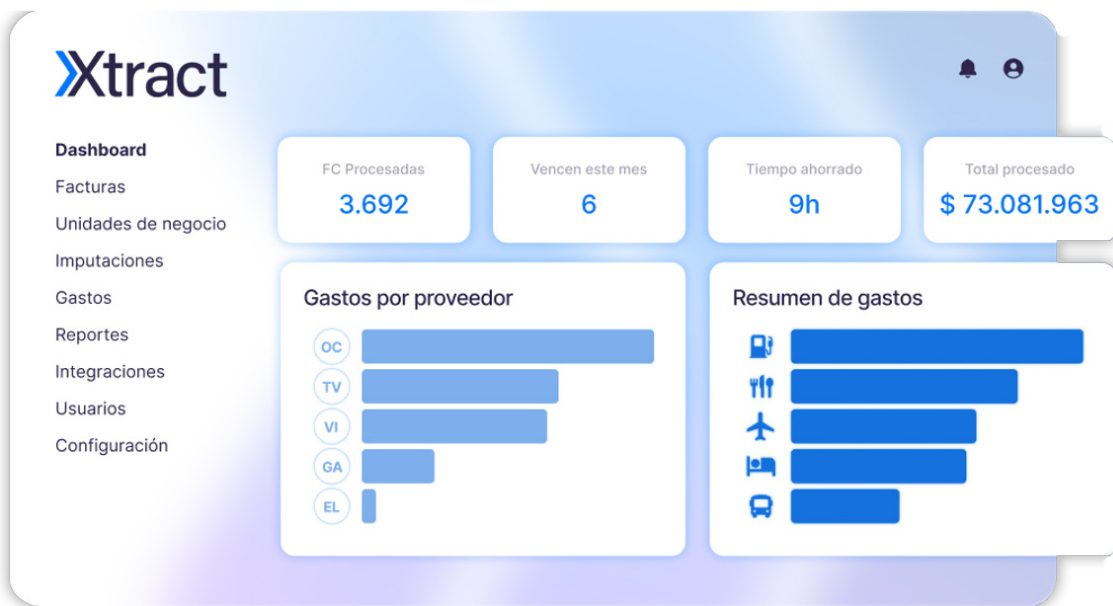 Xtract
Dashboard
Facturas
Unidades de negocio
Imputaciones
Gastos
Reportes
Integraciones
Usuarios
Configuración
FC Procesadas
3.692
Vencen este mes
6
Tiempo ahorrado
9h
Total procesado
$ 73.081.963
Gastos por proveedor
OC
TV
VI
GA
EL
Resumen de gastos